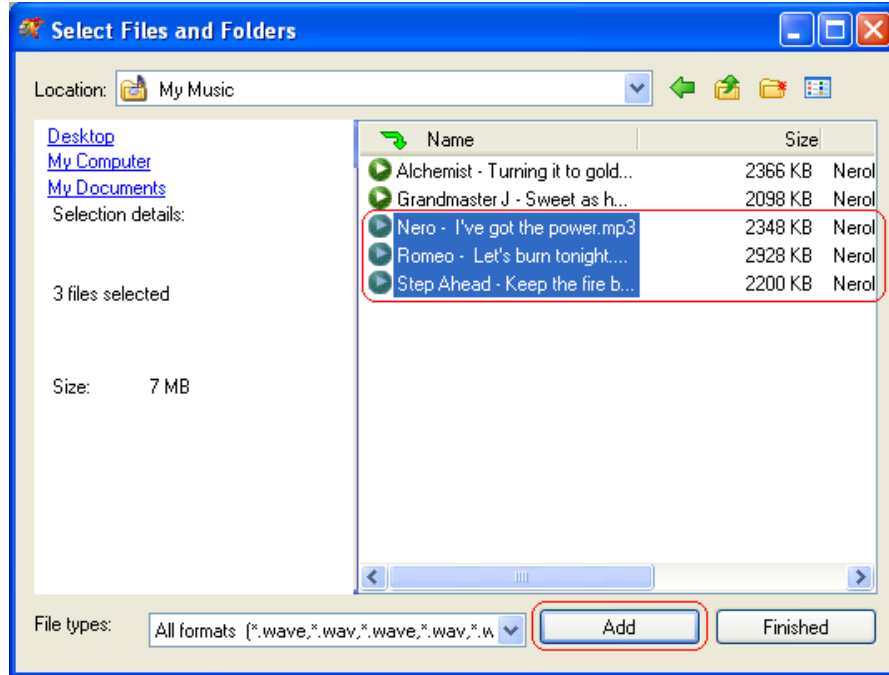 Select Files and Folders
Location: My Music
Desktop
My Computer
My Documents
Selection details:
3 files selected
Size: 7 MB
Name Size
Alchemist - Turning it to gold... 2366 KB Nerol
Grandmaster J - Sweet as h... 2098 KB Nerol
Nero - I've got the power.mp3 2348 KB Nerol
Romeo - Let's burn tonight.... 2928 KB Nerol
Step Ahead - Keep the fire b... 2200 KB Nerol
File types: All formats (*.wave,*.wav,*.wave,*.wav,*.w Add Finished